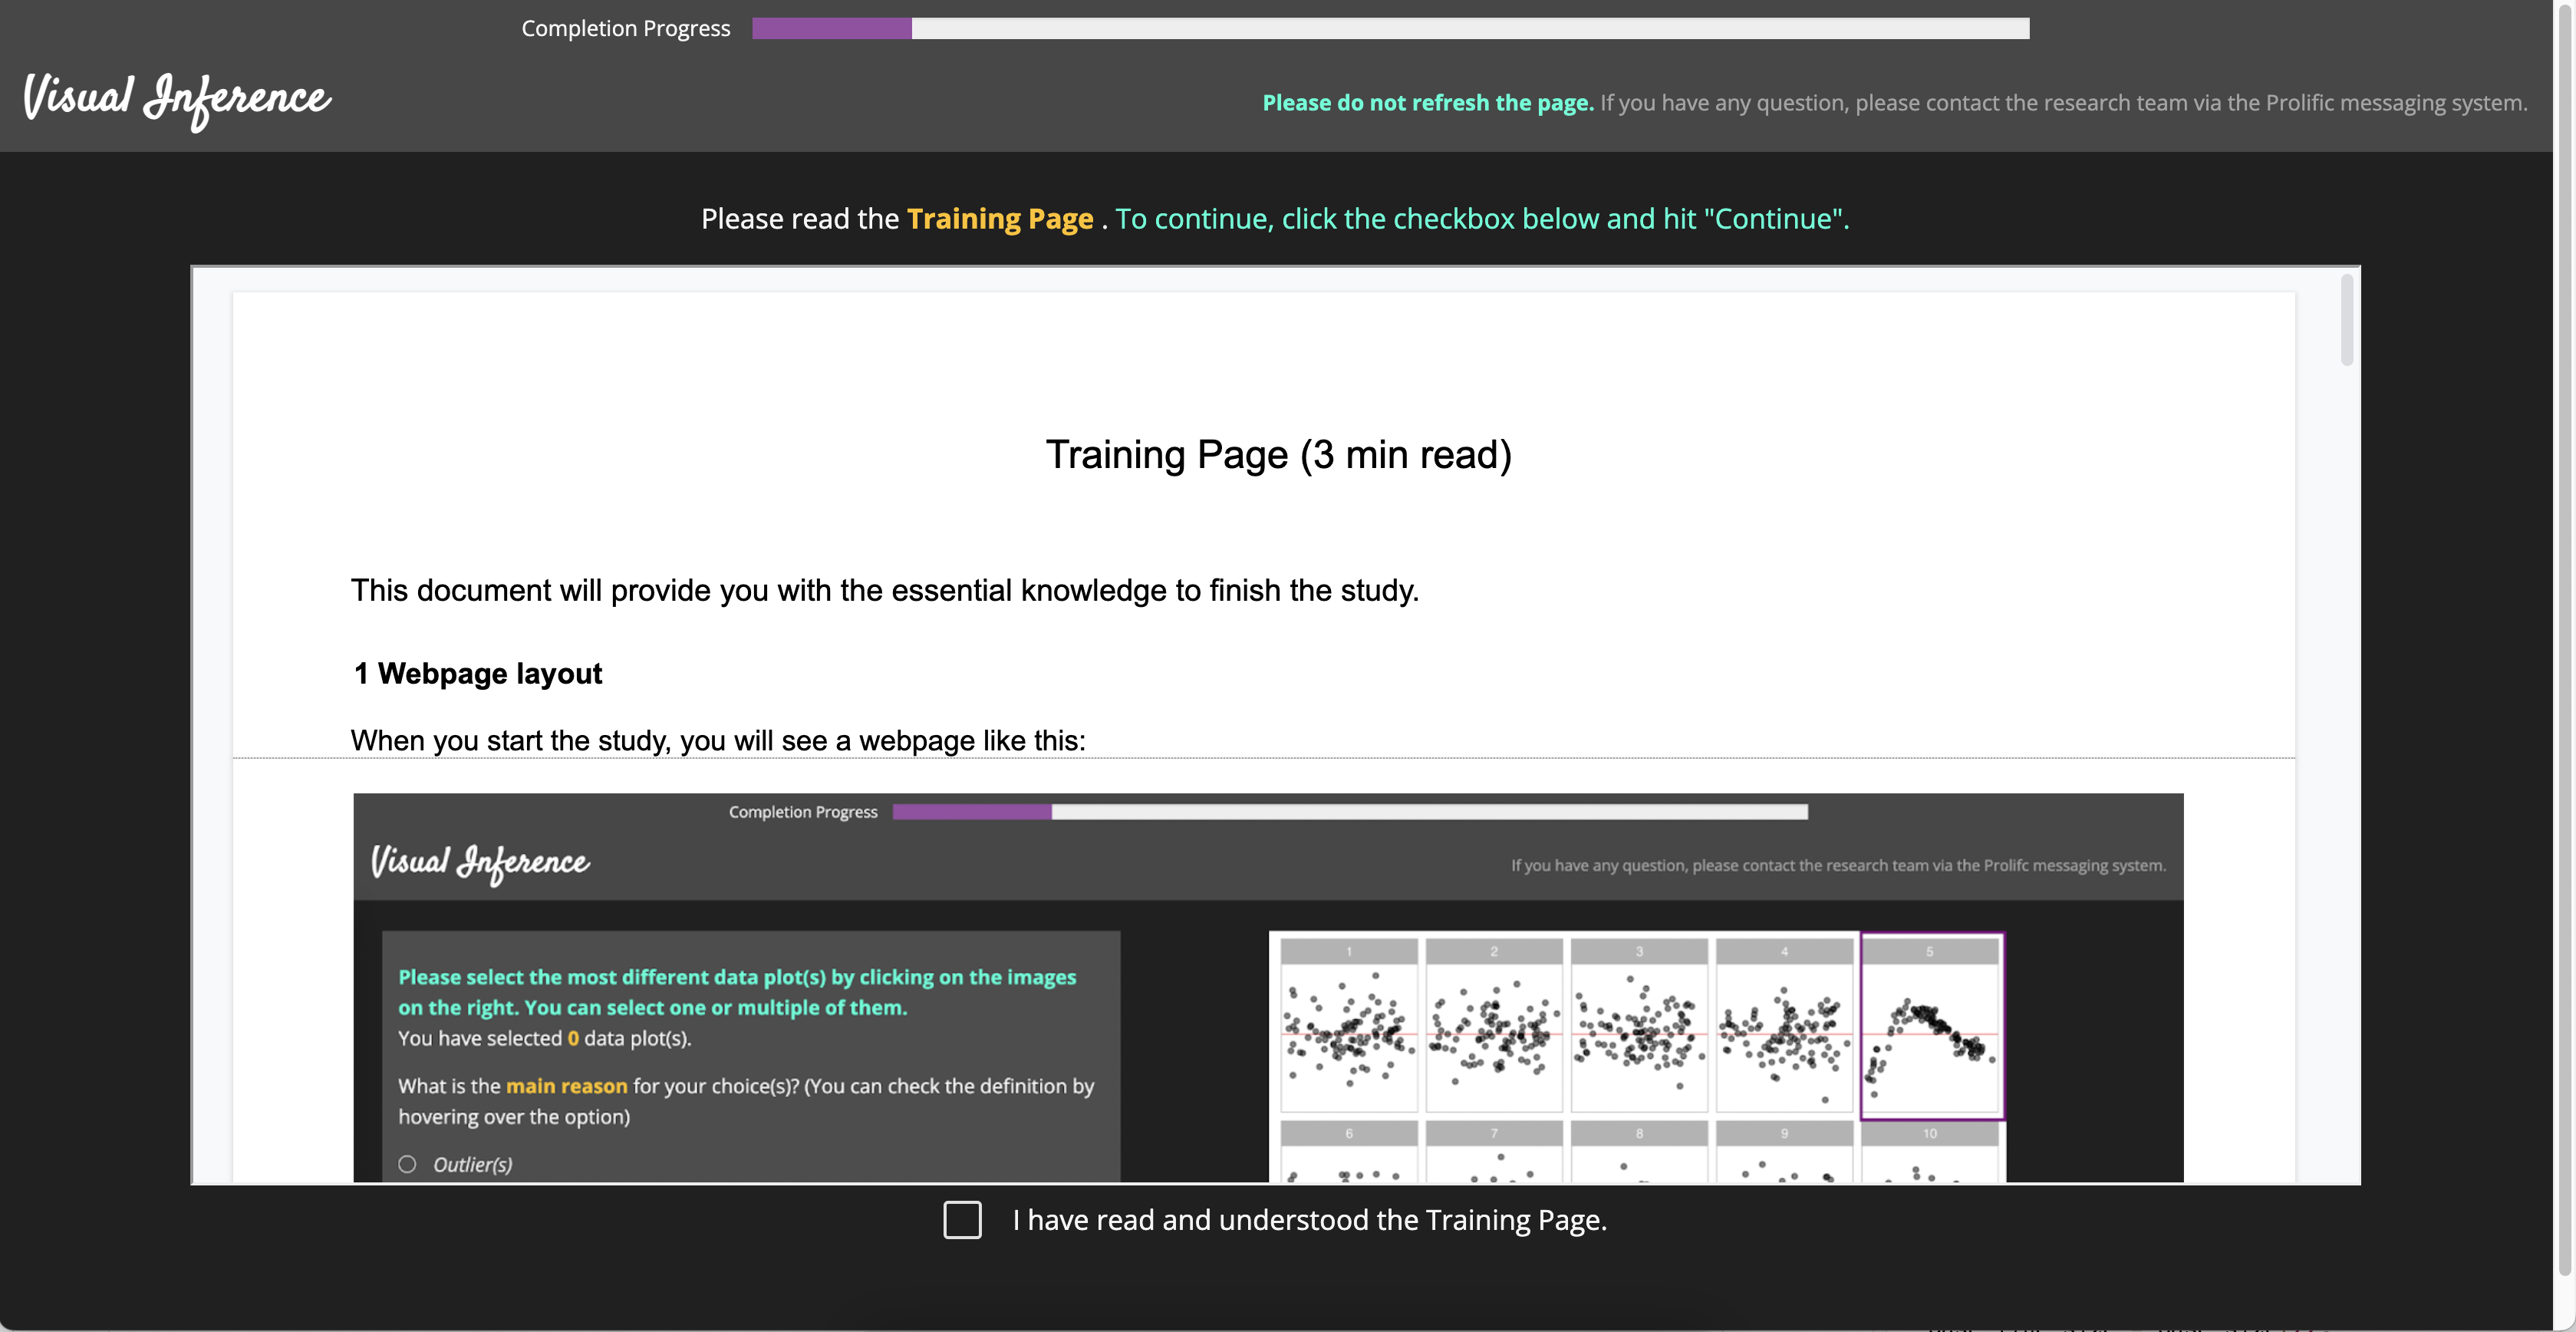 Completion Progress
Visual Inference
Please do not refresh the page. If you have any question, please contact the research team via the Prolific messaging system.
Please read the Training Page . To continue, click the checkbox below and hit "Continue".
Training Page (3 min read)
This document will provide you with the essential knowledge to finish the study.
1 Webpage layout
When you start the study, you will see a webpage like this:
Completion Progress
Visual Inference
If you have any question, please contact the research team via the Prolifc messaging system.
Please select the most different data plot(s) by clicking on the images
on the right. You can select one or multiple of them.
You have selected 0 data plot(s).
What is the main reason for your choice(s)? (You can check the definition by
hovering over the option)
Outlier(s)
1 2 3 4 5
6 7 8 9 10
I have read and understood the Training Page.